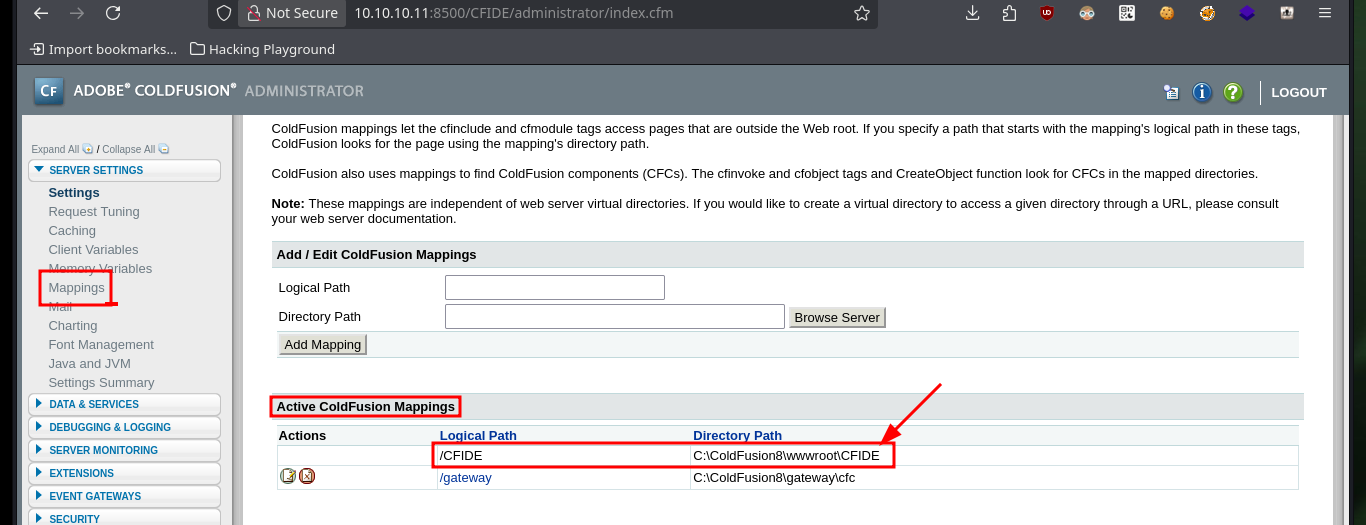 Not Secure 10.10.10.11:8500/CFIDE/administrator/index.cfm
Import bookmarks... Hacking Playground
CF ADOBE® COLDFUSION® ADMINISTRATOR LOGOUT
Expand All / Collapse All
SERVER SETTINGS
Settings
Request Tuning
Caching
Client Variables
Memory Variables
Mappings
Mail
Charting
Font Management
Java and JVM
Settings Summary
DATA & SERVICES
DEBUGGING & LOGGING
SERVER MONITORING
EXTENSIONS
EVENT GATEWAYS
SECURITY
ColdFusion mappings let the cfinclude and cfmodule tags access pages that are outside the Web root. If you specify a path that starts with the mapping's logical path in these tags,
ColdFusion looks for the page using the mapping's directory path.
ColdFusion also uses mappings to find ColdFusion components (CFCs). The cfinvoke and cfobject tags and CreateObject function look for CFCs in the mapped directories.
Note: These mappings are independent of web server virtual directories. If you would like to create a virtual directory to access a given directory through a URL, please consult
your web server documentation.
Add / Edit ColdFusion Mappings
Logical Path
Directory Path Browse Server
Add Mapping
Active ColdFusion Mappings
Actions Logical Path Directory Path
/CFIDE C:\ColdFusion8\wwwroot\CFIDE
/gateway C:\ColdFusion8\gateway\cfc